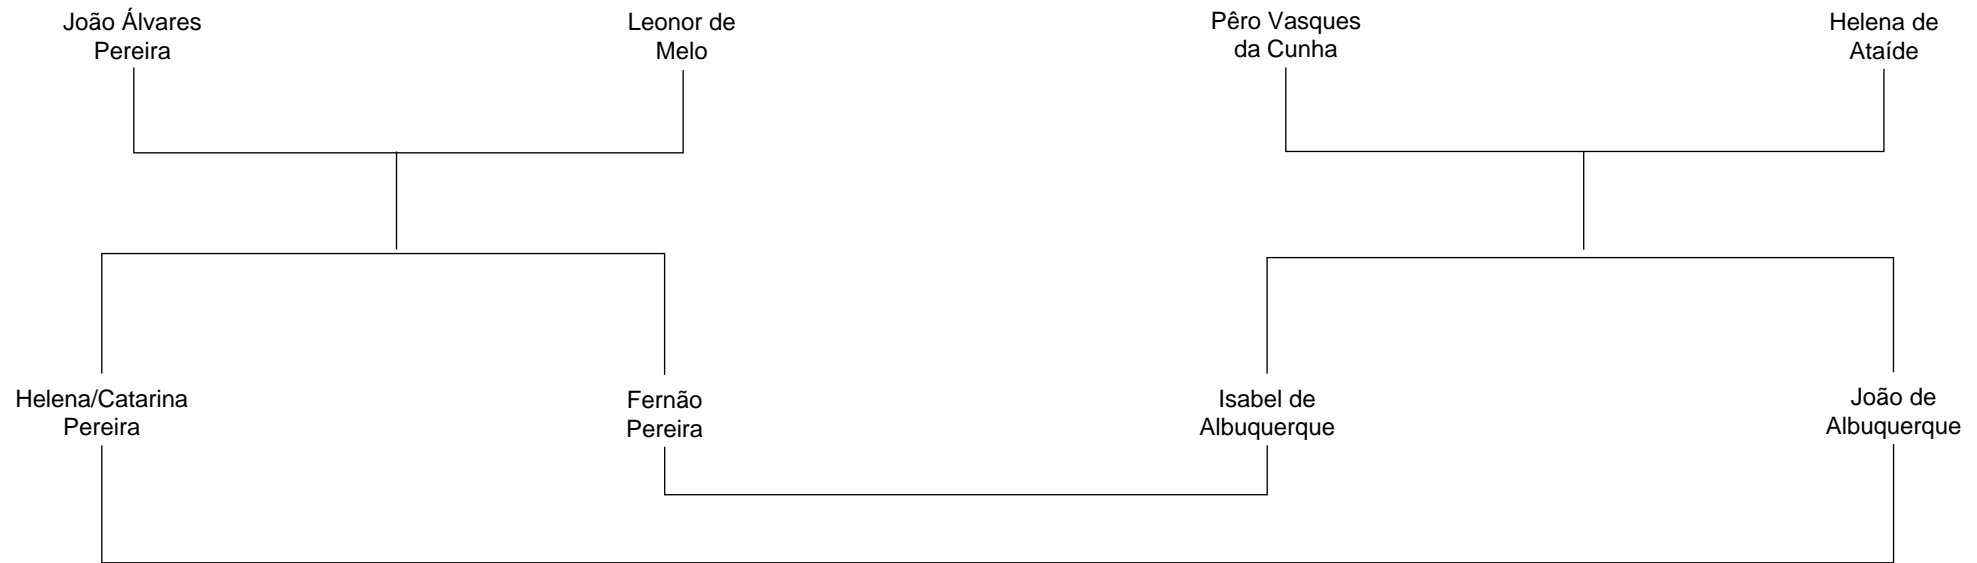 João Álvares
Pereira
Leonor de
Melo
Pêro Vasques
da Cunha
Helena de
Ataíde
Helena/Catarina
Pereira
Fernão
Pereira
Isabel de
Albuquerque
João de
Albuquerque